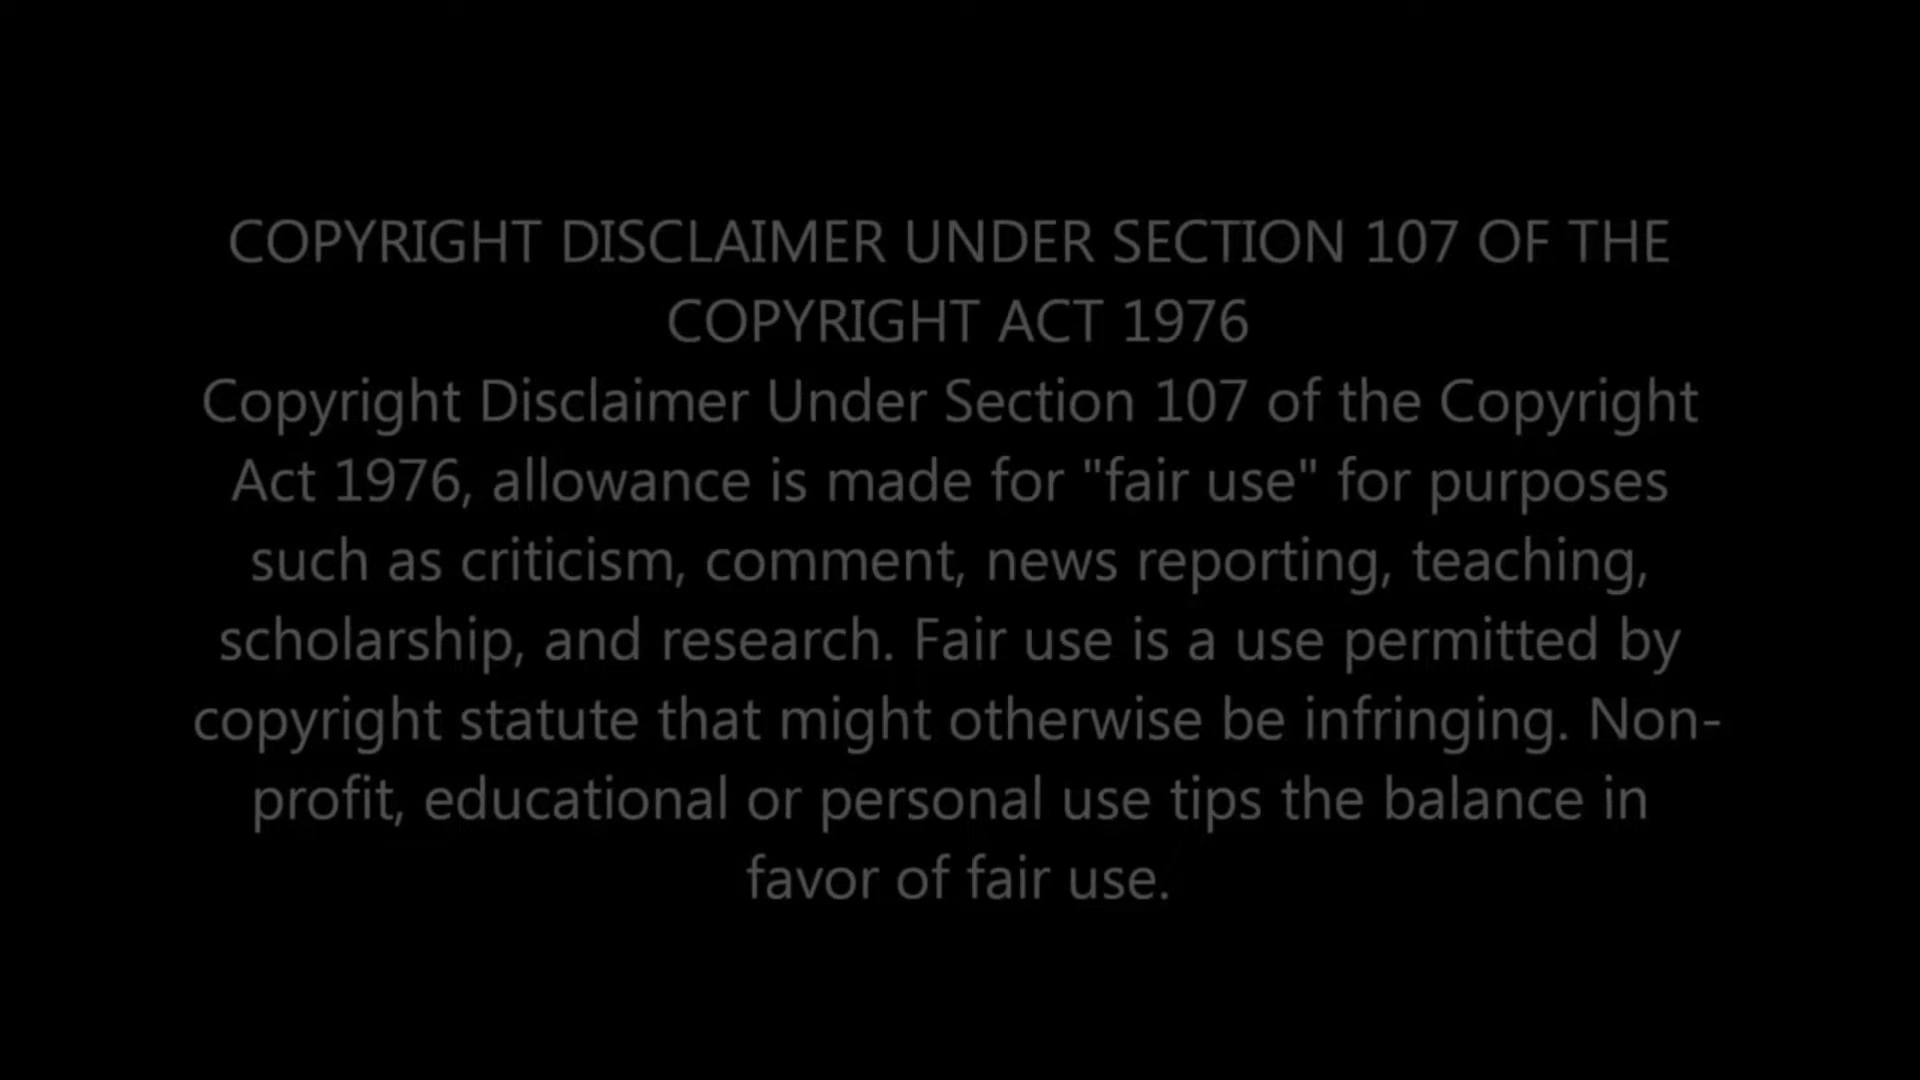 COPYRIGHT DISCLAIMER UNDER SECTION 107 OF THE
COPYRIGHT ACT 1976
Copyright Disclaimer Under Section 107 of the Copyright
Act 1976, allowance is made for "fair use" for purposes
such as criticism, comment, news reporting, teaching,
scholarship, and research. Fair use is a use permitted by
copyright statute that might otherwise be infringing. Non-
profit, educational or personal use tips the balance in
favor of fair use.